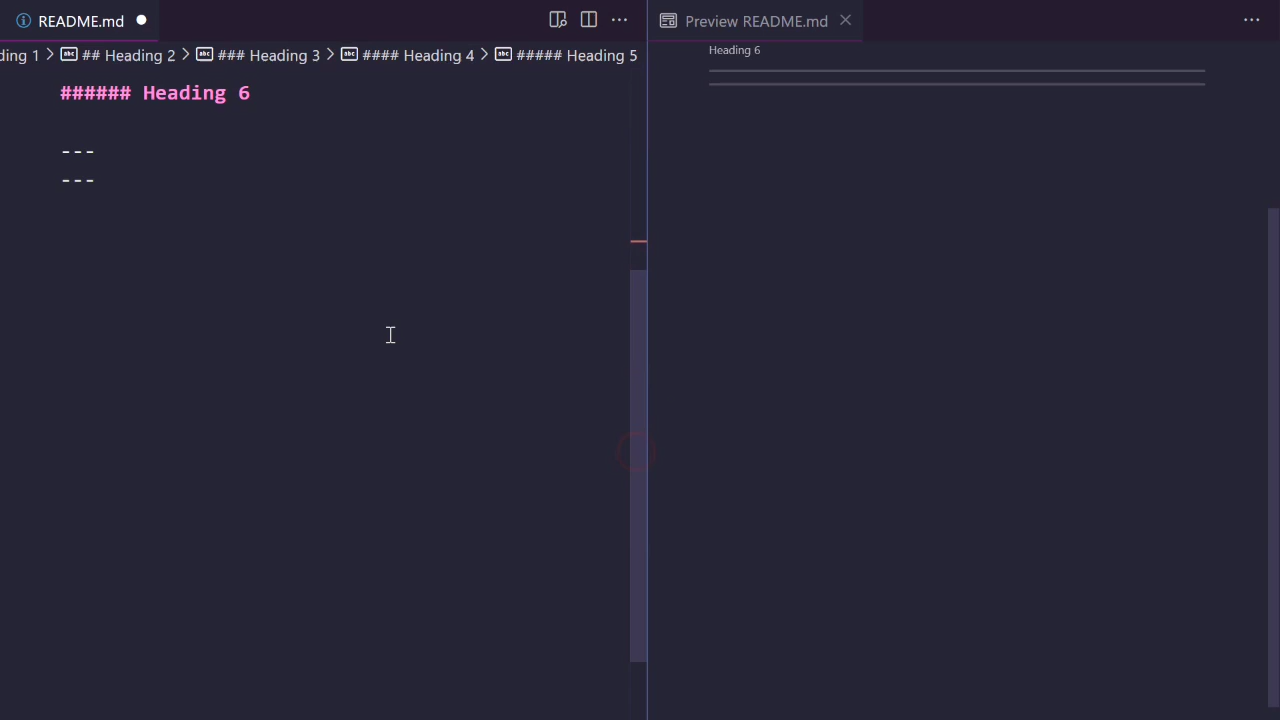 README.md
Preview README.md
ding 1 > ## Heading 2 > ### Heading 3 > #### Heading 4 > ##### Heading 5
Heading 6
###### Heading 6
---
---